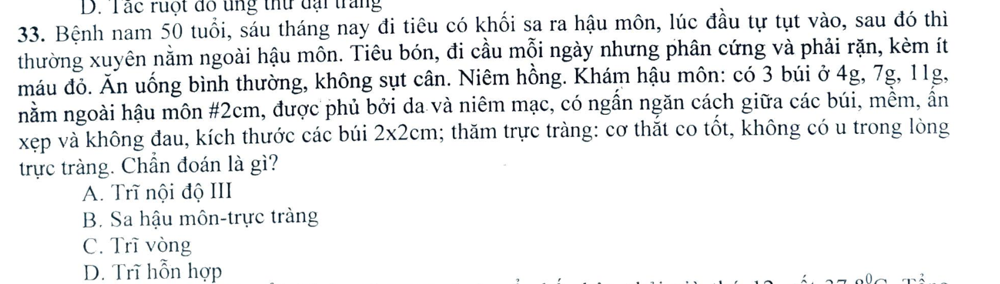 D. Tắc ruột do ung thư đại tràng
33. Bệnh nam 50 tuổi, sáu tháng nay đi tiêu có khối sa ra hậu môn, lúc đầu tự tụt vào, sau đó thì
thường xuyên nằm ngoài hậu môn. Tiêu bón, đi cầu mỗi ngày nhưng phân cứng và phải rặn, kèm ít
máu đỏ. Ăn uống bình thường, không sụt cân. Niêm hồng. Khám hậu môn: có 3 búi ở 4g, 7g, 11g,
nằm ngoài hậu môn #2cm, được phủ bởi da và niêm mạc, có ngấn ngăn cách giữa các búi, mềm, ấn
xẹp và không đau, kích thước các búi 2x2cm; thăm trực tràng: cơ thắt co tốt, không có u trong lòng
trực tràng. Chẩn đoán là gì?
A. Trĩ nội độ III
B. Sa hậu môn-trực tràng
C. Trĩ vòng
D. Trĩ hỗn hợp